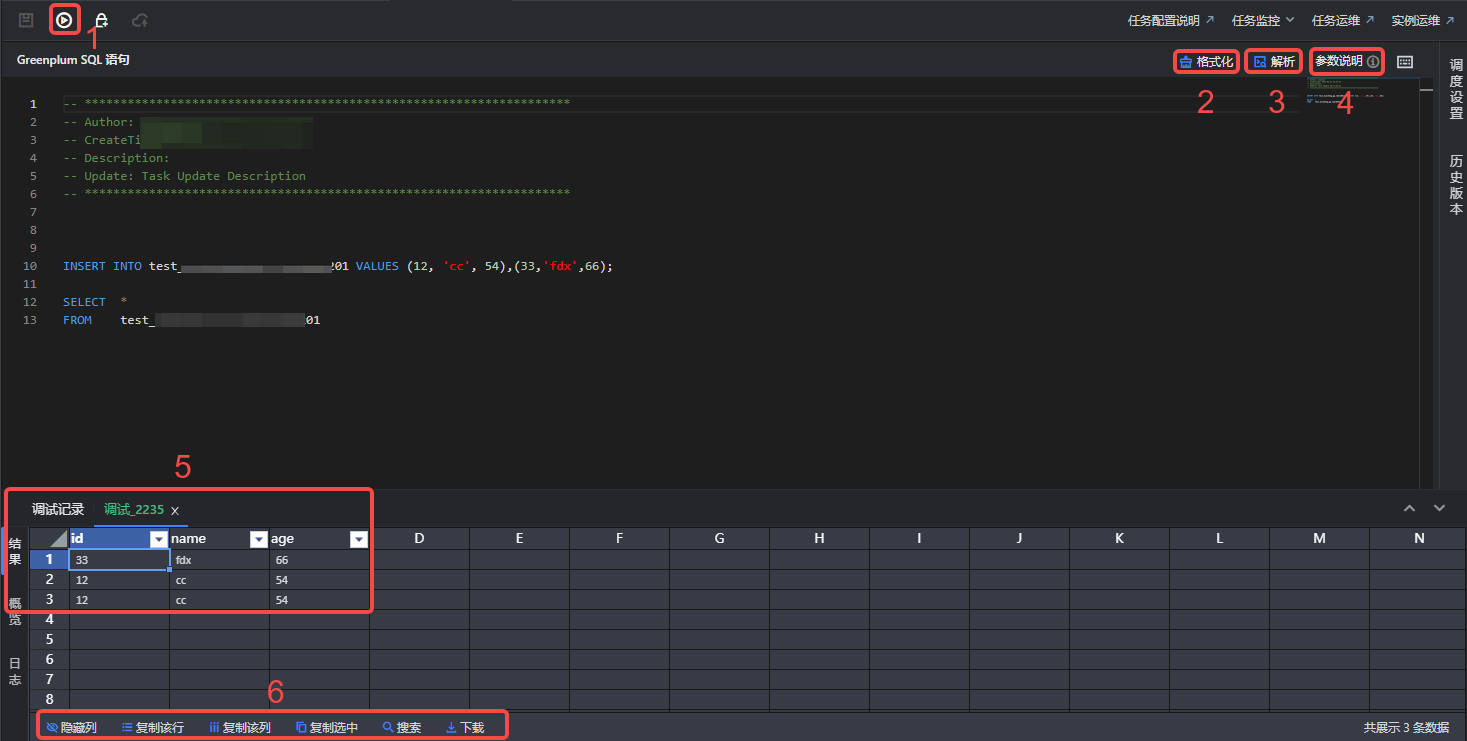 任务配置说明 任务监控 任务运维 实例运维
1
Greenplum SQL 语句 格式化 解析 参数说明
2 3 4
调度设置
历史版本
1 -- ********************************************************************
2 -- Author:
3 -- CreateTi
4 -- Description:
5 -- Update: Task Update Description
6 -- ********************************************************************
7
8
9
10 INSERT INTO test_ 201 VALUES (12, 'cc', 54),(33,'fdx',66);
11
12 SELECT *
13 FROM test_ 01
5
调试记录 调试_2235 x
结果
概览
日志
id name age D E F G H I J K L M N
1 33 fdx 66
2 12 cc 54
3 12 cc 54
4
5
6
7
8
6
隐藏列 复制该行 复制该列 复制选中 搜索 下载 共展示 3 条数据